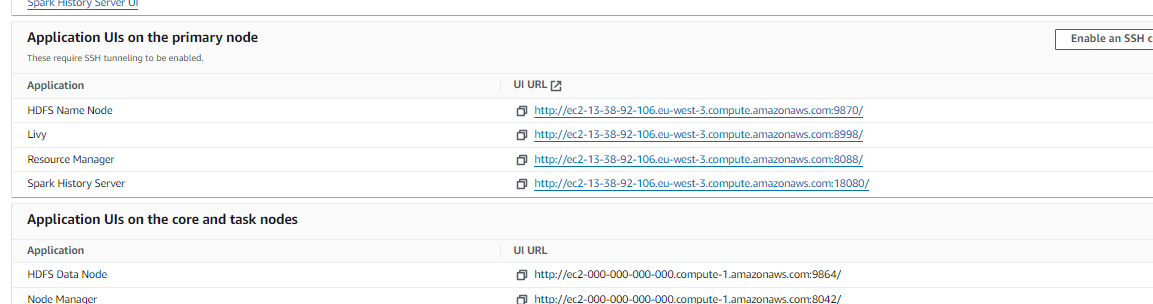 Spark History Server UI
Application UIs on the primary node
Enable an SSH c
These require SSH tunneling to be enabled.
Application UI URL
HDFS Name Node http://ec2-13-38-92-106.eu-west-3.compute.amazonaws.com:9870/
Livy http://ec2-13-38-92-106.eu-west-3.compute.amazonaws.com:8998/
Resource Manager http://ec2-13-38-92-106.eu-west-3.compute.amazonaws.com:8088/
Spark History Server http://ec2-13-38-92-106.eu-west-3.compute.amazonaws.com:18080/
Application UIs on the core and task nodes
Application UI URL
HDFS Data Node http://ec2-000-000-000-000.compute-1.amazonaws.com:9864/
Node Manager http://ec2-000-000-000-000.compute-1.amazonaws.com:8042/